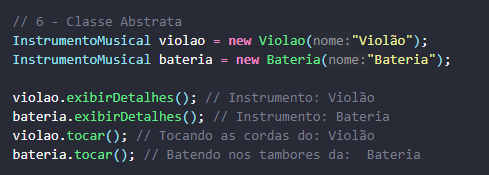 // 6 - Classe Abstrata
InstrumentoMusical violao = new Violao(nome:"Violão");
InstrumentoMusical bateria = new Bateria(nome:"Bateria");
violao.exibirDetalhes(); // Instrumento: Violão
bateria.exibirDetalhes(); // Instrumento: Bateria
violao.tocar(); // Tocando as cordas do: Violão
bateria.tocar(); // Batendo nos tambores da:  Bateria